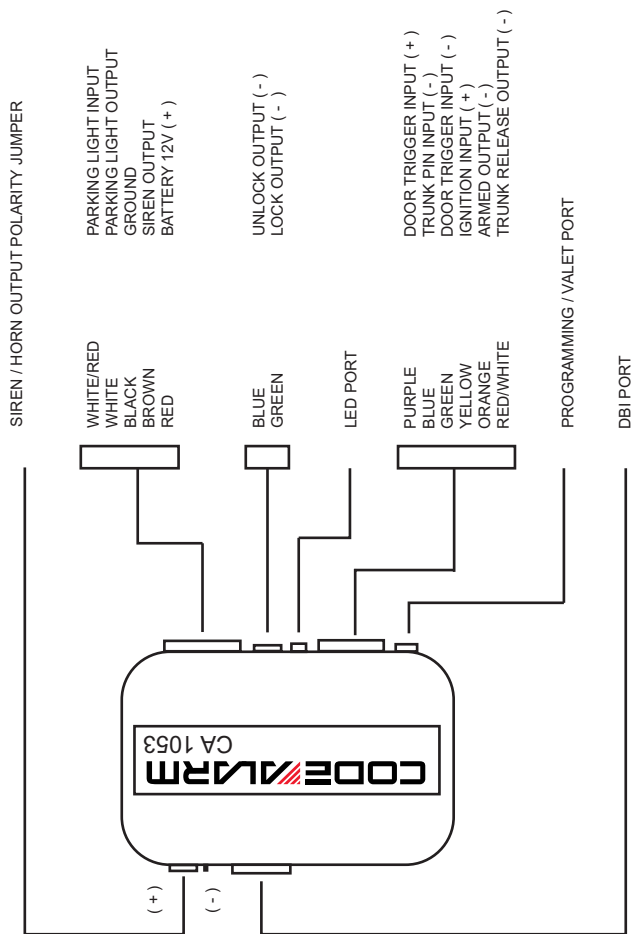 SIREN / HORN OUTPUT POLARITY JUMPER
WHITE/RED PARKING LIGHT INPUT
WHITE PARKING LIGHT OUTPUT
BLACK GROUND
BROWN SIREN OUTPUT
RED BATTERY 12V ( + )
BLUE UNLOCK OUTPUT ( - )
GREEN LOCK OUTPUT ( - )
LED PORT
PURPLE DOOR TRIGGER INPUT ( + )
BLUE TRUNK PIN INPUT ( - )
GREEN DOOR TRIGGER INPUT ( - )
YELLOW IGNITION INPUT ( + )
ORANGE ARMED OUTPUT ( - )
RED/WHITE TRUNK RELEASE OUTPUT ( - )
PROGRAMMING / VALET PORT
DBI PORT
( + )
( - )
CODE ALARM
CA 1053